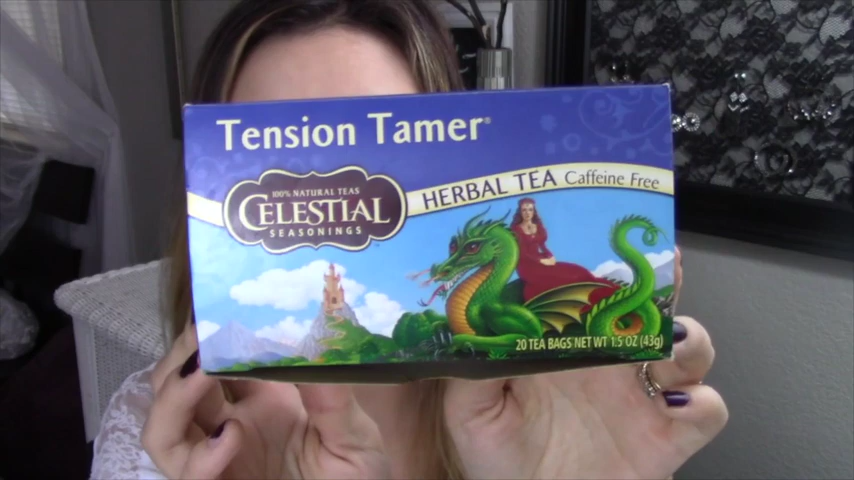 Tension Tamer®
100% NATURAL TEAS
CELESTIAL
SEASONINGS
HERBAL TEA Caffeine Free
20 TEA BAGS NET WT 1.5 OZ (43g)